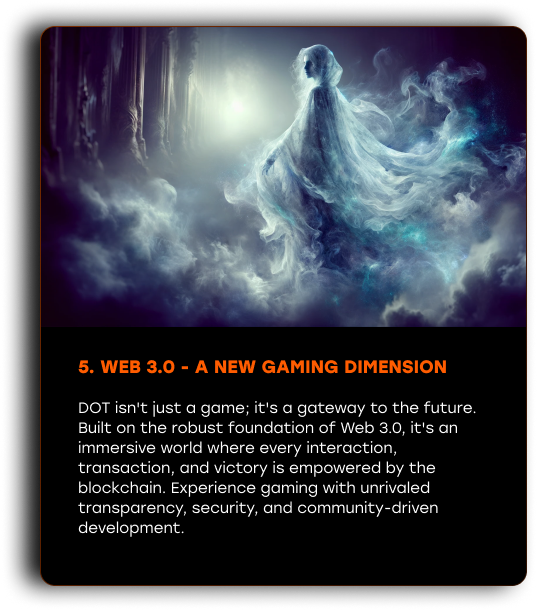 5. WEB 3.0 - A NEW GAMING DIMENSION
DOT isn't just a game; it's a gateway to the future.
Built on the robust foundation of Web 3.0, it's an
immersive world where every interaction,
transaction, and victory is empowered by the
blockchain. Experience gaming with unrivaled
transparency, security, and community-driven
development.